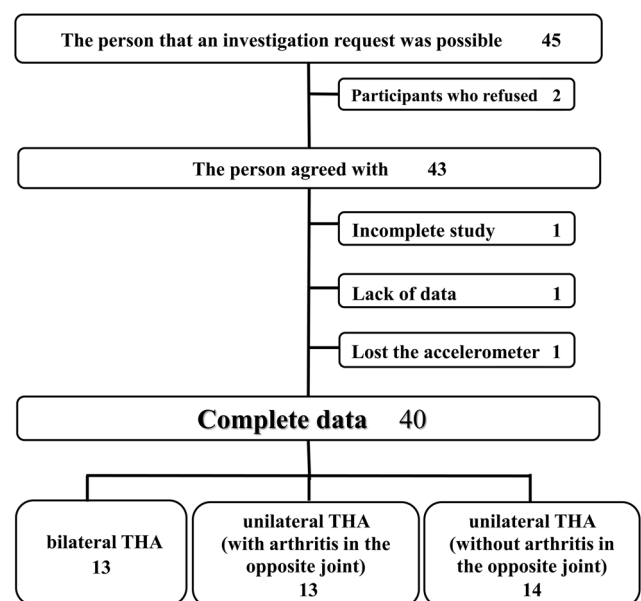 The person that an investigation request was possible 45
Participants who refused 2
The person agreed with 43
Incomplete study 1
Lack of data 1
Lost the accelerometer 1
Complete data 40
bilateral THA
13
unilateral THA
(with arthritis in the
opposite joint)
13
unilateral THA
(without arthritis in
the opposite joint)
14